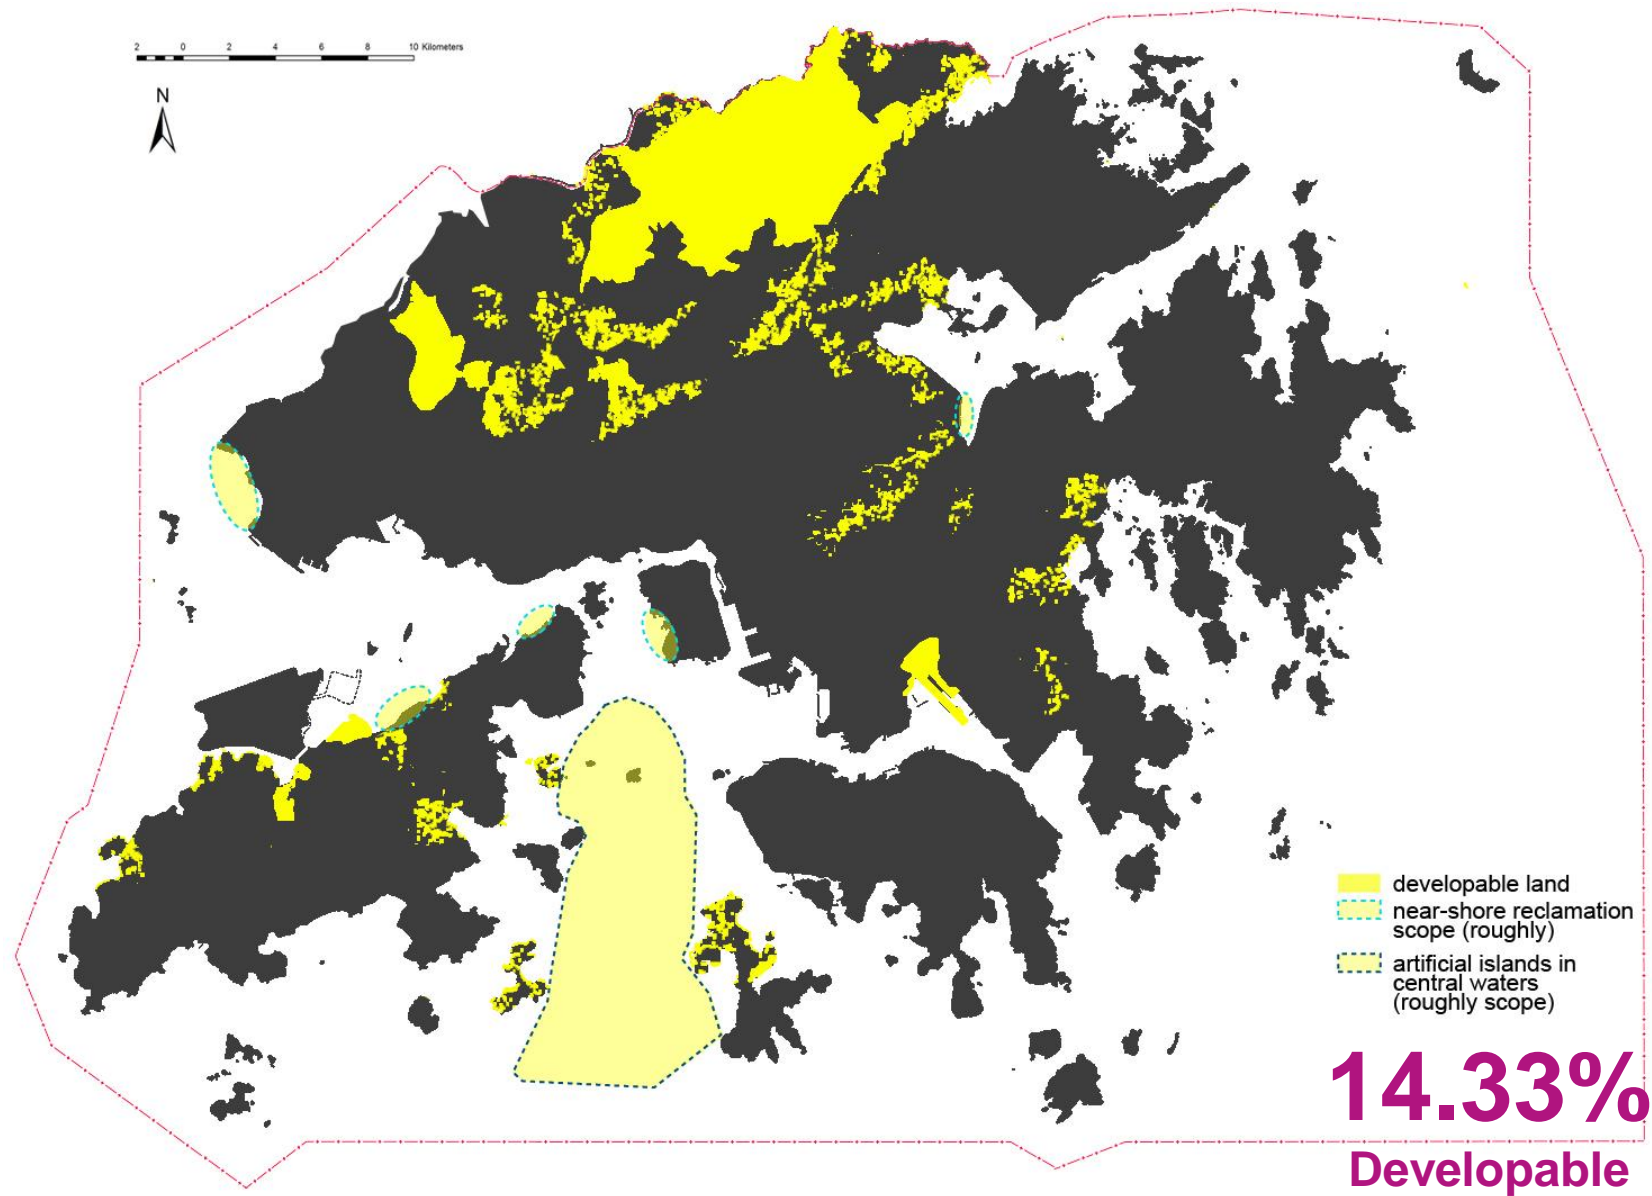 2 0 2 4 6 8 10 Kilometers
N
developable land
near-shore reclamation
scope (roughly)
artificial islands in
central waters
(roughly scope)
14.33%
Developable